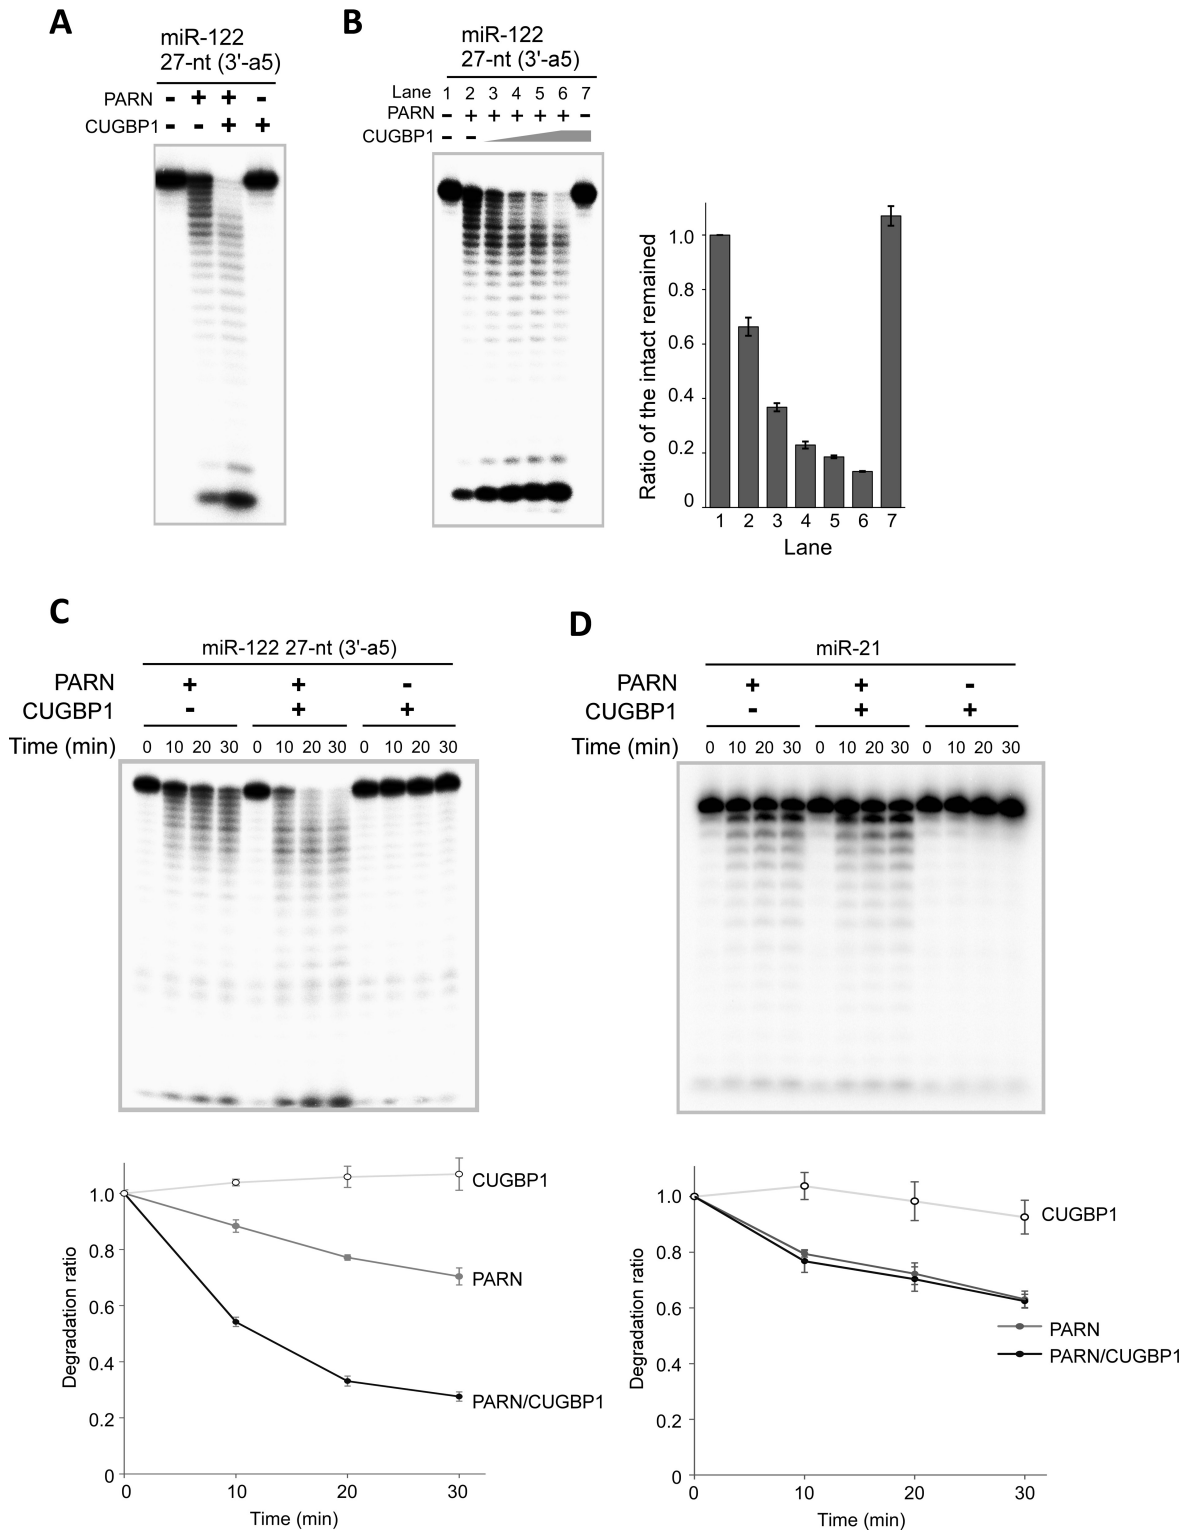 A
miR-122
27-nt (3'-a5)
PARN - + + -
CUGBP1 - - + +
B
miR-122
27-nt (3'-a5)
Lane 1 2 3 4 5 6 7
PARN - + + + + + -
CUGBP1 - -
Ratio of the intact remained
1.0
0.8
0.6
0.4
0.2
0
1 2 3 4 5 6 7
Lane
C
miR-122 27-nt (3'-a5)
PARN + + -
CUGBP1 - + +
Time (min) 0 10 20 30 0 10 20 30 0 10 20 30
Degradation ratio
1.0
0.8
0.6
0.4
0.2
0
CUGBP1
PARN
PARN/CUGBP1
0 10 20 30
Time (min)
D
miR-21
PARN + + -
CUGBP1 - + +
Time (min) 0 10 20 30 0 10 20 30 0 10 20 30
Degradation ratio
1.0
0.8
0.6
0.4
0.2
0
CUGBP1
PARN
PARN/CUGBP1
0 10 20 30
Time (min)